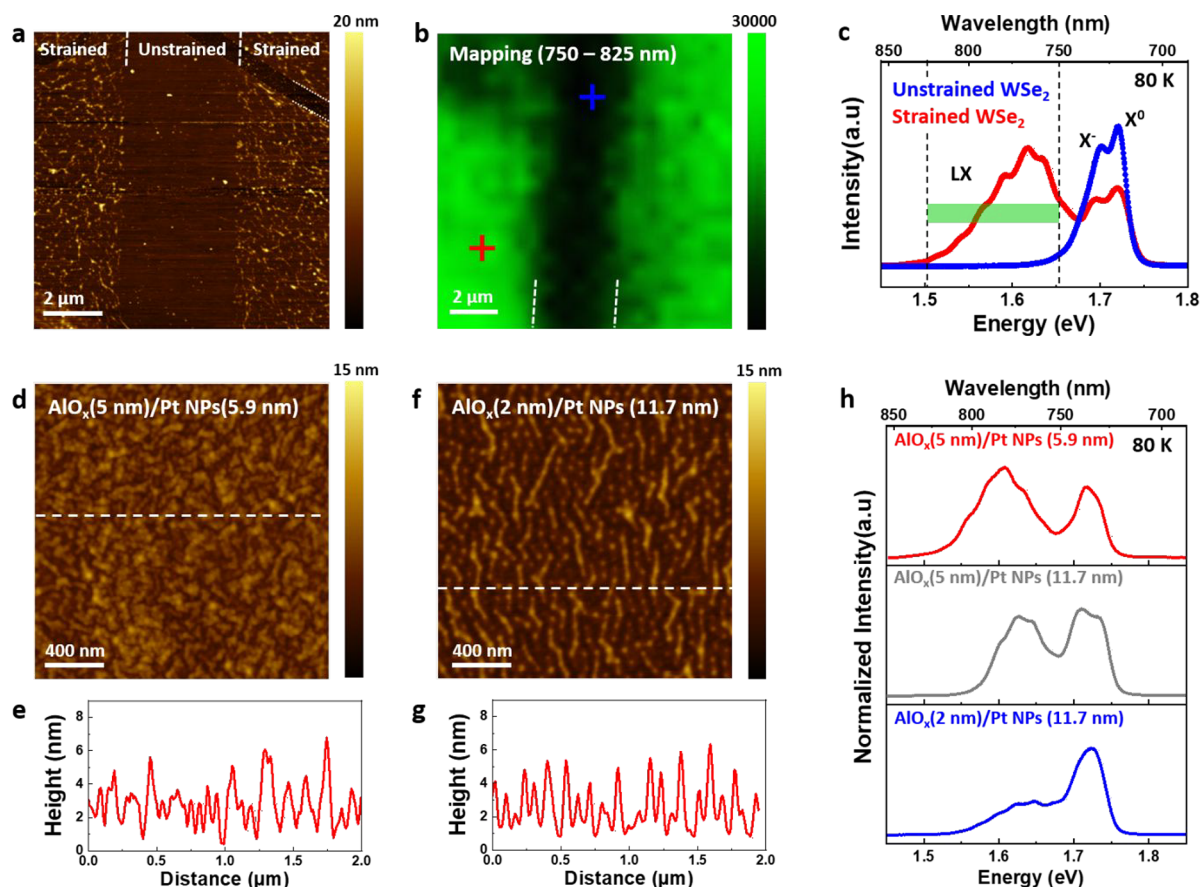 a
20 nm
Strained
Unstrained
Strained
2 µm
b
30000
Mapping (750 – 825 nm)
2 µm
c
Wavelength (nm)
850 800 750 700
Unstrained WSe₂
80 K
Strained WSe₂
X⁻
X⁰
LX
Intensity(a.u)
1.5 1.6 1.7 1.8
Energy (eV)
d
15 nm
AlOₓ(5 nm)/Pt NPs(5.9 nm)
400 nm
f
15 nm
AlOₓ(2 nm)/Pt NPs (11.7 nm)
400 nm
e
Height (nm)
8
6
4
2
0
0.0 0.5 1.0 1.5 2.0
Distance (µm)
g
Height (nm)
8
6
4
2
0
0.0 0.5 1.0 1.5 2.0
Distance (µm)
h
Wavelength (nm)
850 800 750 700
AlOₓ(5 nm)/Pt NPs (5.9 nm)
80 K
AlOₓ(5 nm)/Pt NPs (11.7 nm)
AlOₓ(2 nm)/Pt NPs (11.7 nm)
Normalized Intensity(a.u)
1.5 1.6 1.7 1.8
Energy (eV)